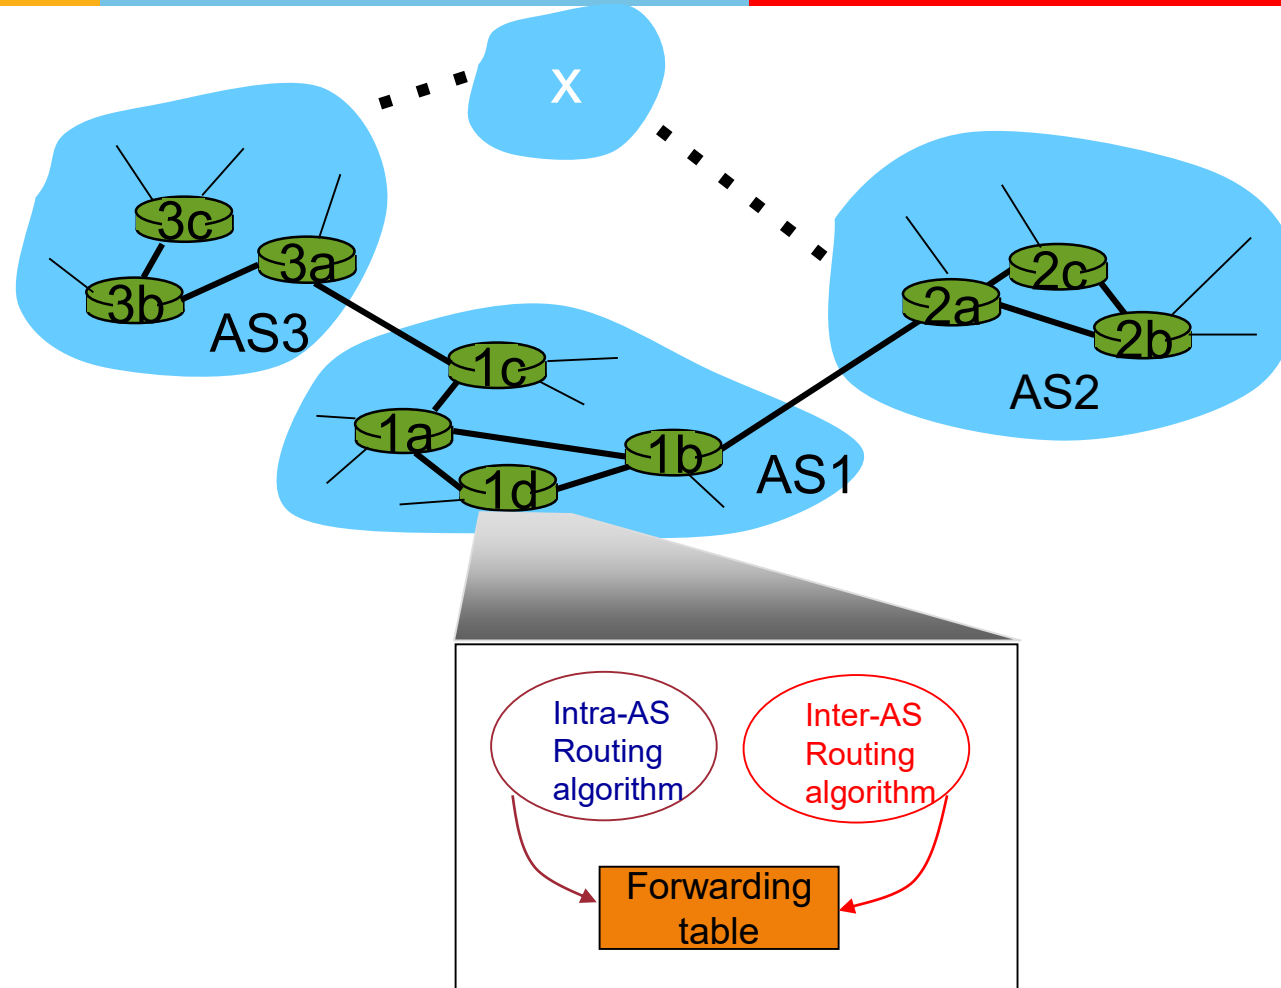 x
3c
3a
3b
AS3
2c
2a
2b
AS2
1c
1a
1b
1d
AS1
Intra-AS
Routing
algorithm
Inter-AS
Routing
algorithm
Forwarding
table